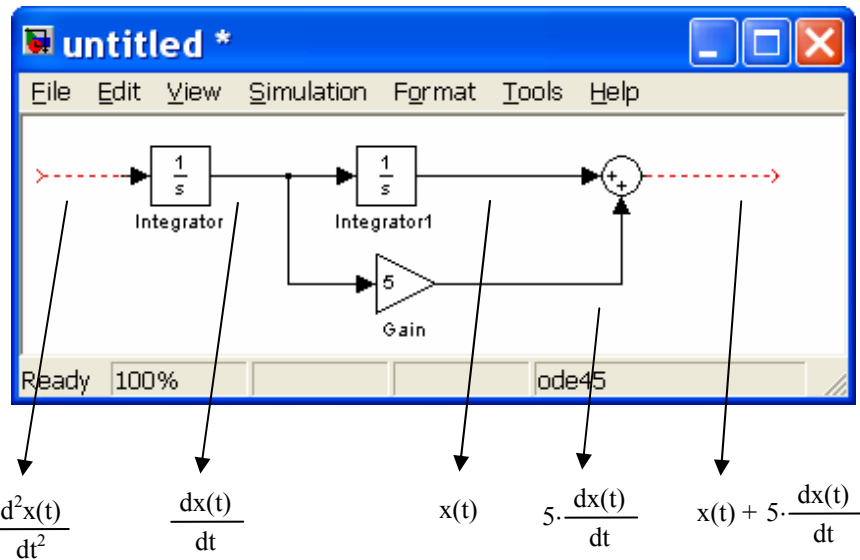 untitled *
File Edit View Simulation Format Tools Help
1
s
Integrator
1
s
Integrator1
+
+
5
Gain
Ready 100% ode45
d²x(t)
dt²
dx(t)
dt
x(t)
5·dx(t)
dt
x(t) + 5·dx(t)
dt